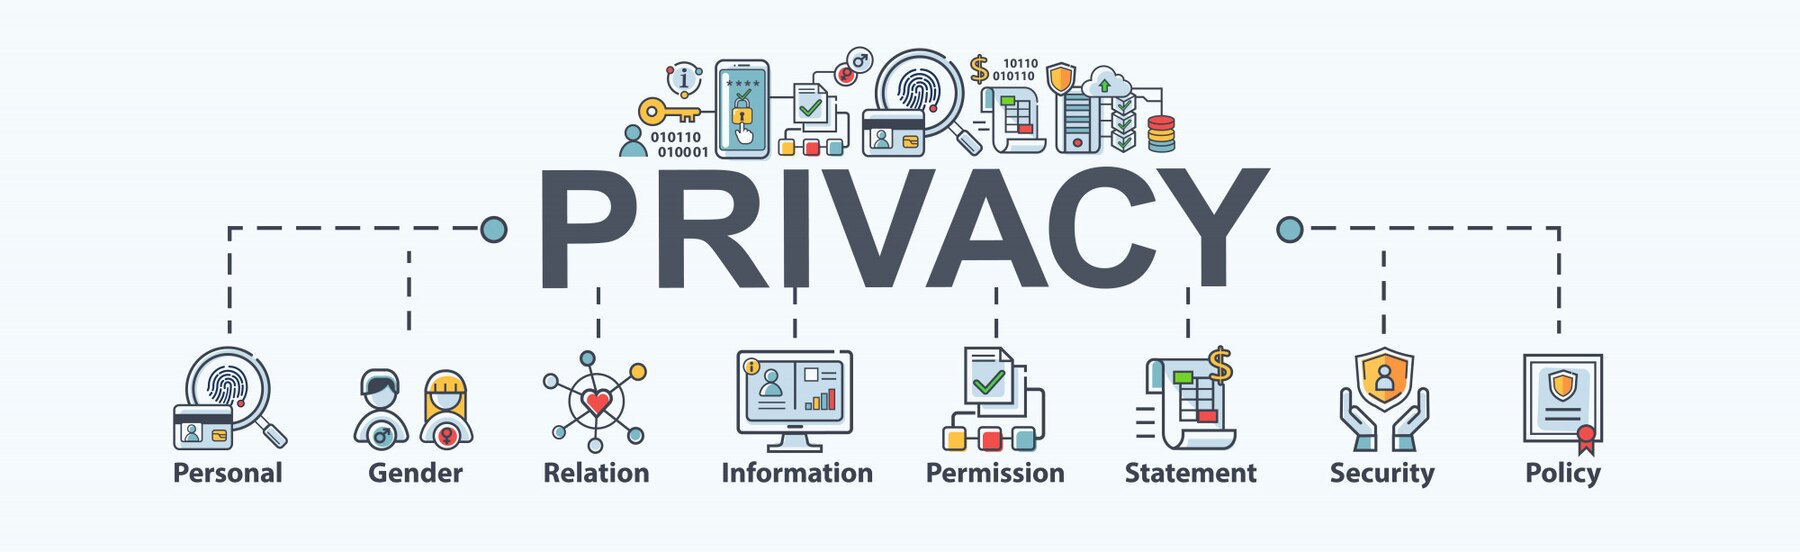 10110
010110
****
010110
010001
PRIVACY
Personal
Gender
Relation
Information
Permission
Statement
Security
Policy